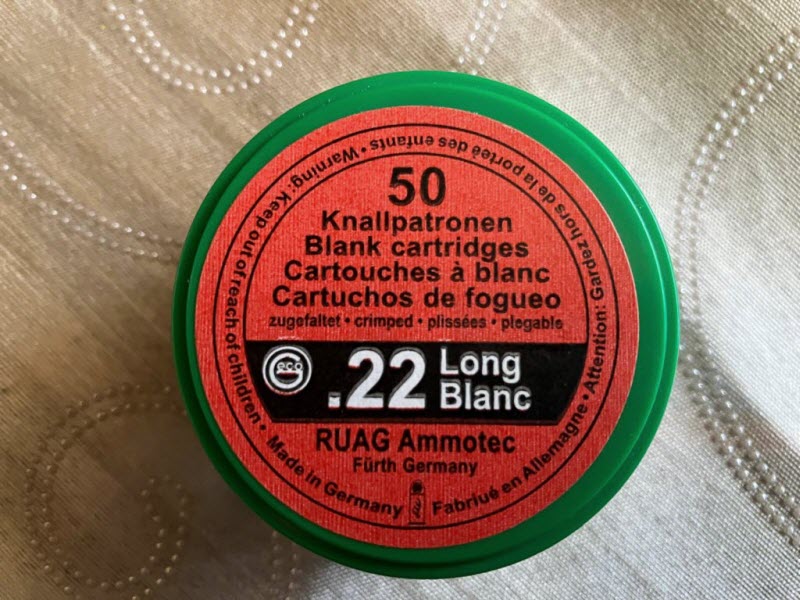 50
Knallpatronen
Blank cartridges
Cartouches à blanc
Cartuchos de fogueo
zugefaltet • crimped • plissées • plegable
Geco
.22 Long
Blanc
RUAG Ammotec
Fürth Germany
Warning: Keep out of reach of children •
Made in Germany
Fabriué en Allemagne •
Attention: Gardez hors de la porteé des enfants •